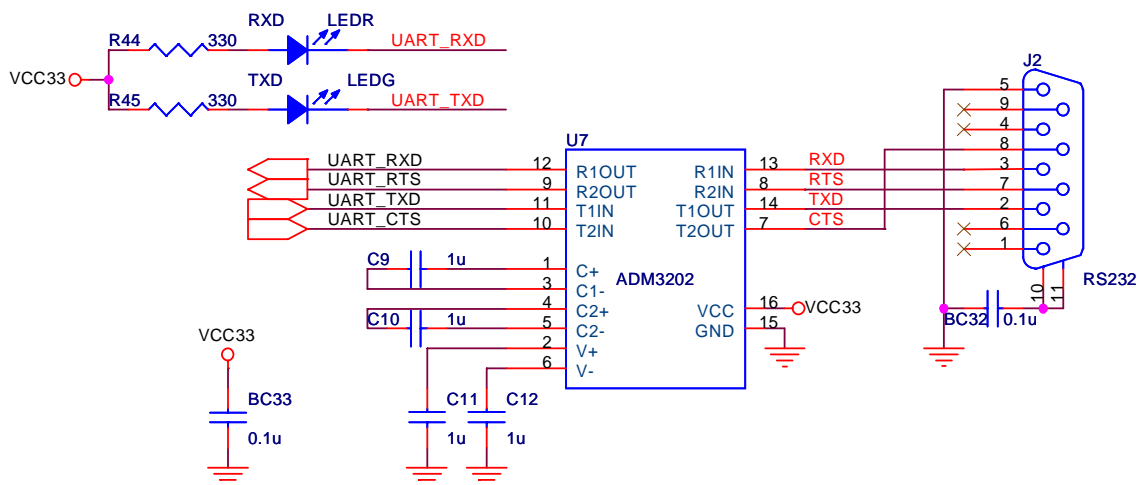 RXD LEDR
R44 330 UART_RXD
VCC33
TXD LEDG
R45 330 UART_TXD
J2
5
9
4
8
3
7
2
6
1
10
11
RS232
BC32 0.1u
U7
UART_RXD 12 R1OUT R1IN 13 RXD
UART_RTS 9 R2OUT R2IN 8 RTS
UART_TXD 11 T1IN T1OUT 14 TXD
UART_CTS 10 T2IN T2OUT 7 CTS
C9 1u 1 C+
ADM3202
3 C1-
4 C2+
C10 1u 5 C2-
2 V+
6 V-
VCC 16 VCC33
GND 15
VCC33
BC33
0.1u
C11
1u
C12
1u